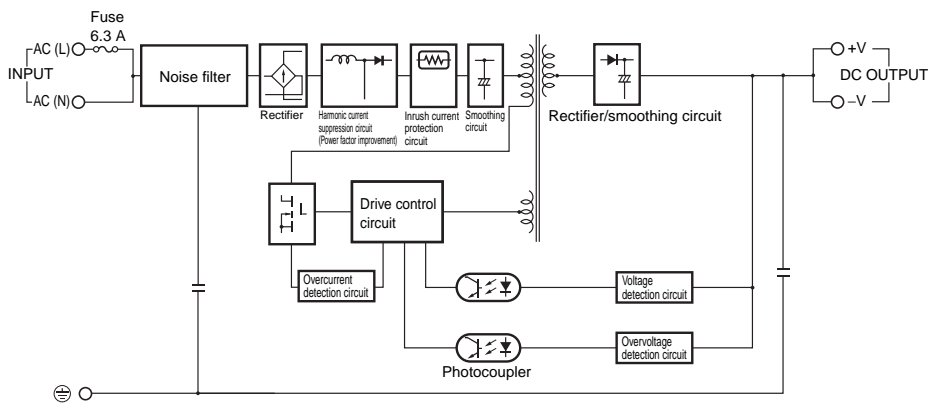 Fuse
6.3 A
AC (L)
INPUT
AC (N)
Noise filter
Rectifier
Harmonic current
suppression circuit
(Power factor improvement)
Inrush current
protection
circuit
Smoothing
circuit
Rectifier/smoothing circuit
+V
DC OUTPUT
–V
Drive control
circuit
Overcurrent
detection circuit
Voltage
detection circuit
Overvoltage
detection circuit
Photocoupler